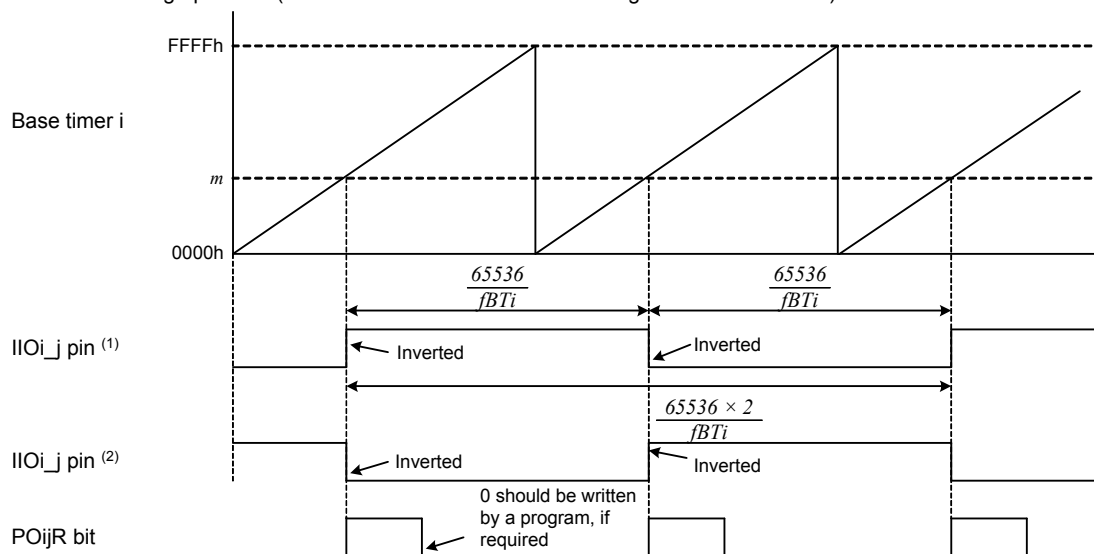 FFFFh
Base timer i
m
0000h
65536
fBTi
65536
fBTi
IIOi_j pin (1)
Inverted
Inverted
65536 × 2
fBTi
IIOi_j pin (2)
Inverted
Inverted
0 should be written
by a program, if
required
POijR bit